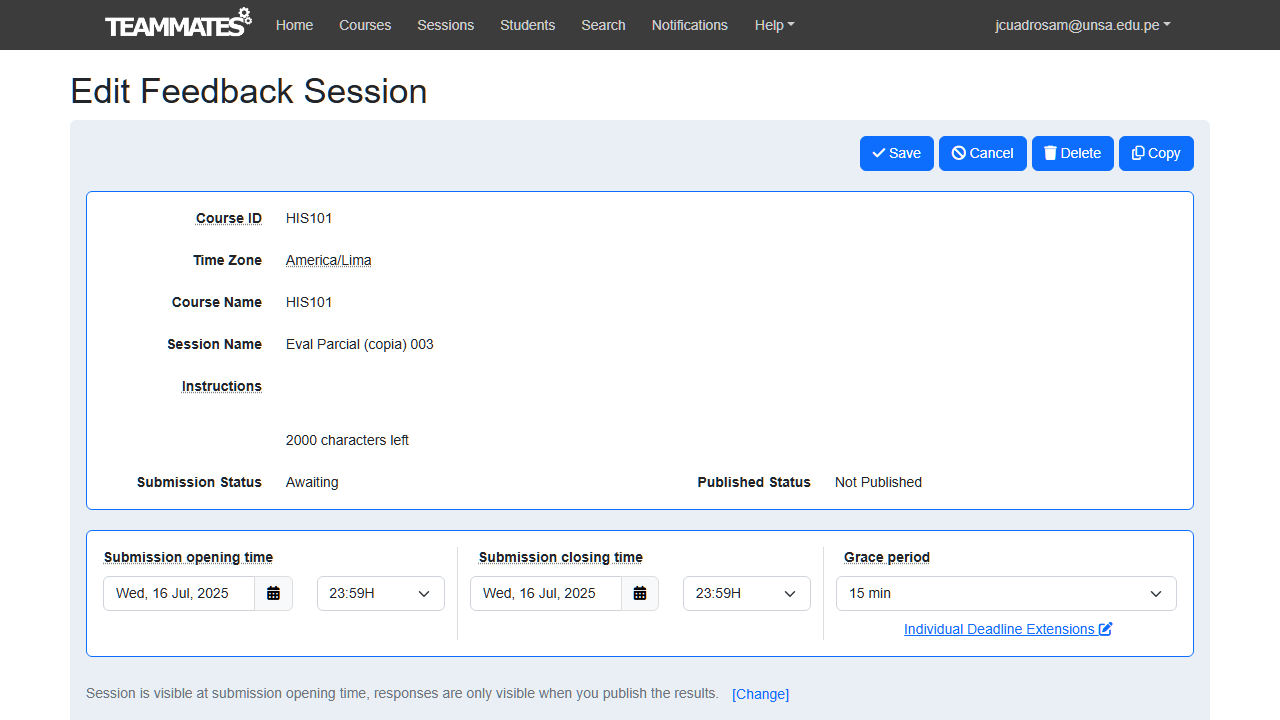 TEAMMATES Home Courses Sessions Students Search Notifications Help jcuadrosam@unsa.edu.pe
Edit Feedback Session
Save Cancel Delete Copy
Course ID HIS101
Time Zone America/Lima
Course Name HIS101
Session Name Eval Parcial (copia) 003
Instructions
2000 characters left
Submission Status Awaiting Published Status Not Published
Submission opening time Submission closing time Grace period
Wed, 16 Jul, 2025 23:59H Wed, 16 Jul, 2025 23:59H 15 min
Individual Deadline Extensions
Session is visible at submission opening time, responses are only visible when you publish the results. [Change]